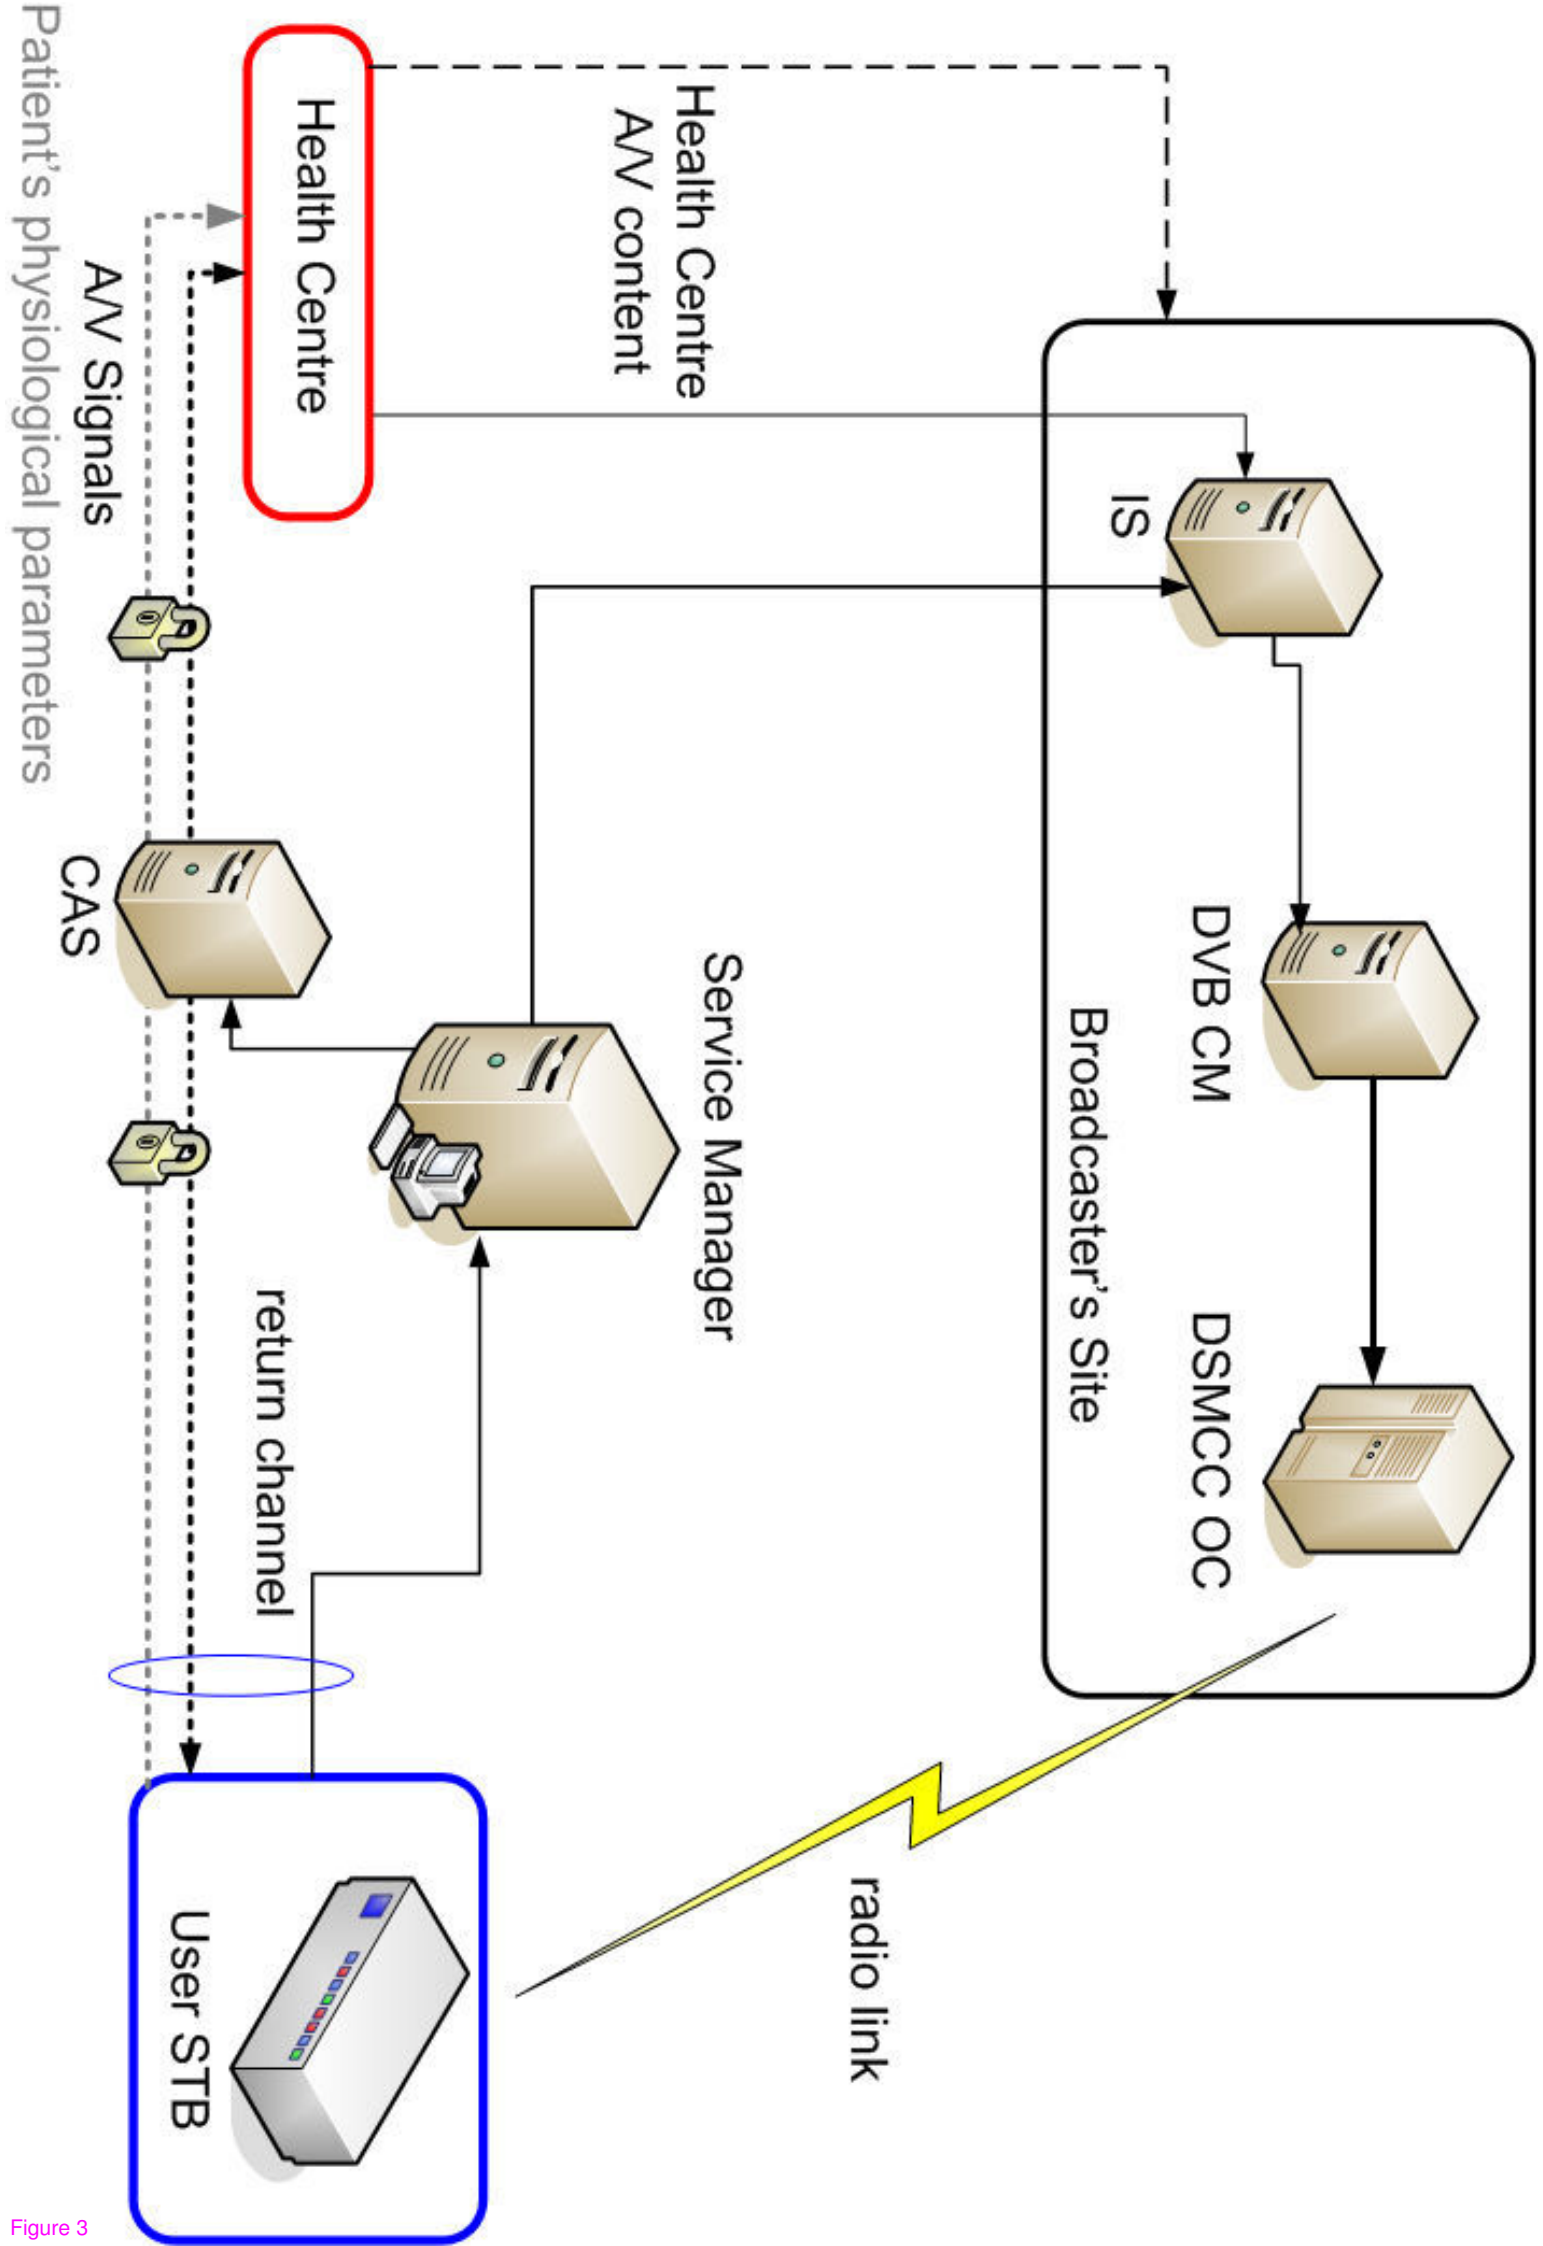 IS
DVB CM
DSMCC OC
Broadcaster's Site
Health Centre
A/V content
Service Manager
radio link
Health Centre
return channel
CAS
User STB
A/V Signals
Patient's physiological parameters
Figure 3